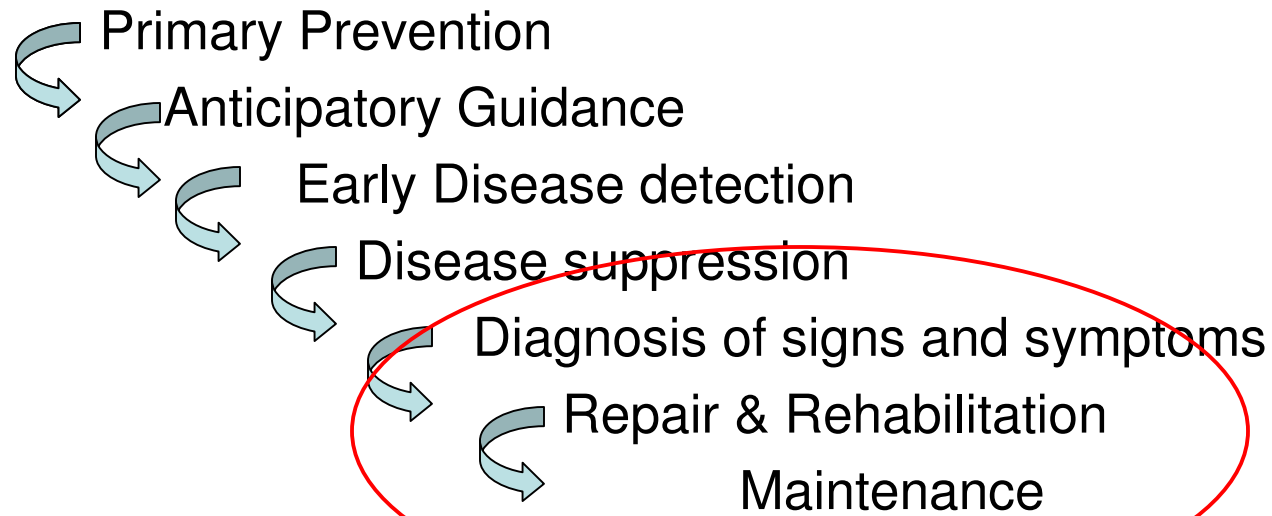 Primary Prevention
Anticipatory Guidance
Early Disease detection
Disease suppression
Diagnosis of signs and symptoms
Repair & Rehabilitation
Maintenance